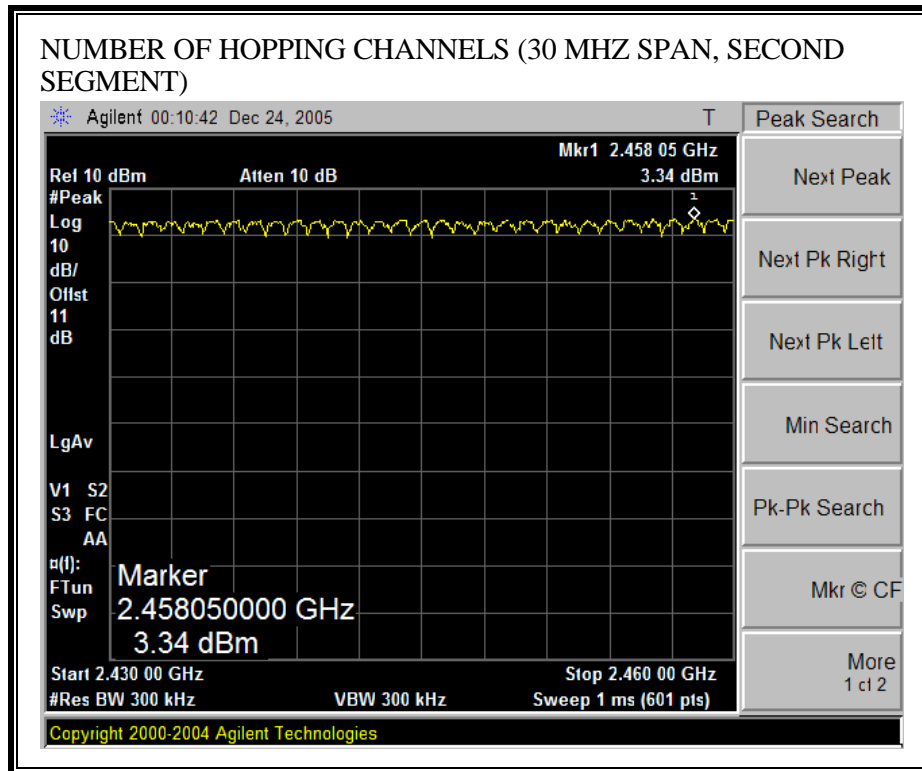 NUMBER OF HOPPING CHANNELS (30 MHZ SPAN, SECOND
SEGMENT)
Agilent 00:10:42 Dec 24, 2005 T
Peak Search
Mkr1 2.458 05 GHz
Ref 10 dBm Atten 10 dB 3.34 dBm
#Peak
Log
10
dB/
Offst
11
dB
LgAv
V1 S2
S3 FC
AA
¤(f):
FTun
Swp
1
Marker
2.458050000 GHz
3.34 dBm
Start 2.430 00 GHz Stop 2.460 00 GHz
#Res BW 300 kHz VBW 300 kHz Sweep 1 ms (601 pts)
Copyright 2000-2004 Agilent Technologies
Next Peak
Next Pk Right
Next Pk Left
Min Search
Pk-Pk Search
Mkr © CF
More
1 of 2